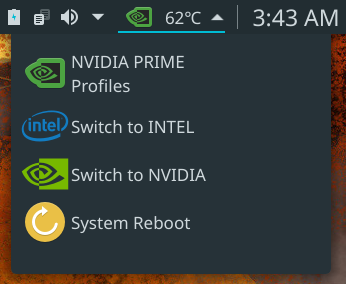 62°C 3:43 AM
NVIDIA PRIME
Profiles
intel Switch to INTEL
Switch to NVIDIA
System Reboot